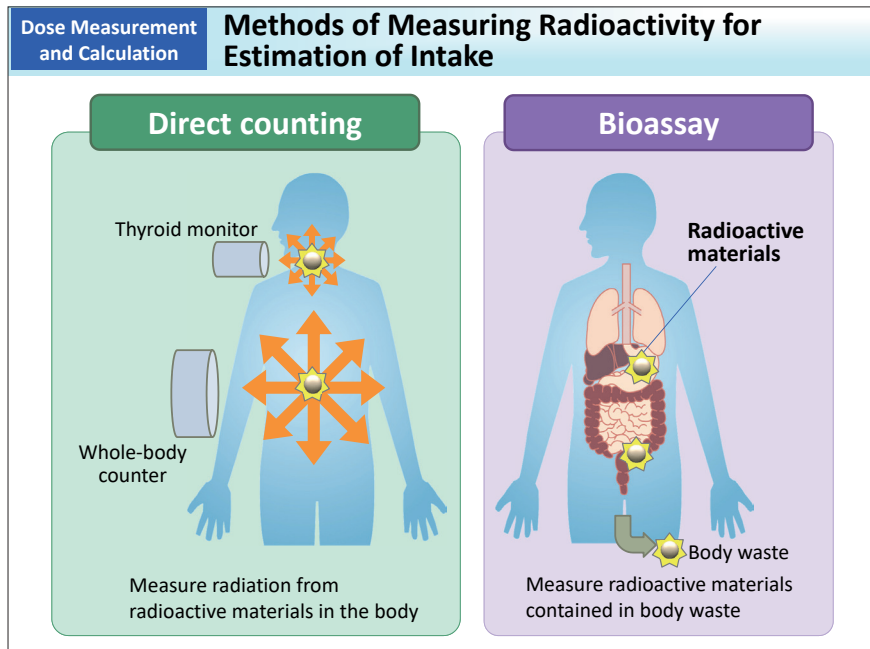 Dose Measurement
and Calculation
Methods of Measuring Radioactivity for
Estimation of Intake
Direct counting
Thyroid monitor
Whole-body
counter
Measure radiation from
radioactive materials in the body
Bioassay
Radioactive
materials
Body waste
Measure radioactive materials
contained in body waste